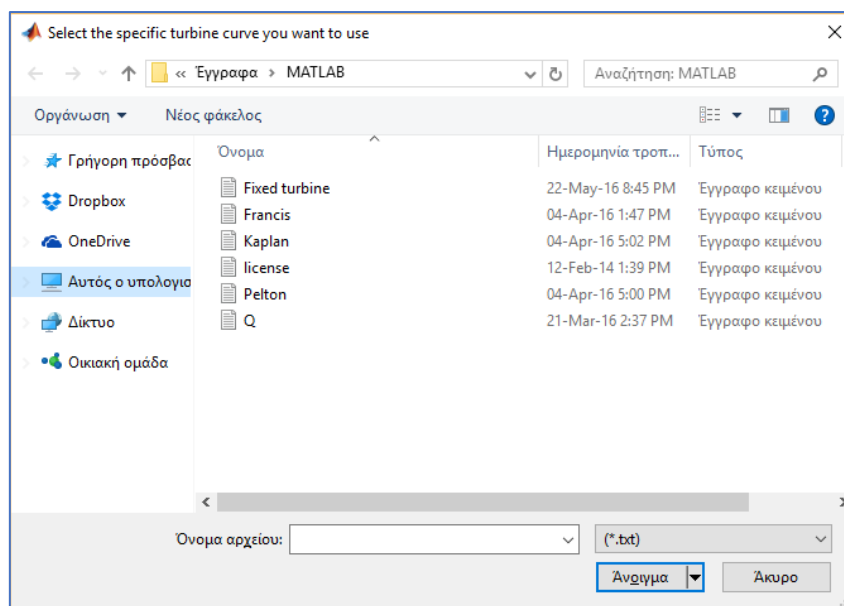 Select the specific turbine curve you want to use
« Έγγραφα > MATLAB
Αναζήτηση: MATLAB
Οργάνωση
Νέος φάκελος
Όνομα
Ημερομηνία τροπ...
Τύπος
Γρήγορη πρόσβας
Dropbox
OneDrive
Αυτός ο υπολογισ
Δίκτυο
Οικιακή ομάδα
Fixed turbine 22-May-16 8:45 PM Έγγραφο κειμένου
Francis 04-Apr-16 1:47 PM Έγγραφο κειμένου
Kaplan 04-Apr-16 5:02 PM Έγγραφο κειμένου
license 12-Feb-14 1:39 PM Έγγραφο κειμένου
Pelton 04-Apr-16 5:00 PM Έγγραφο κειμένου
Q 21-Mar-16 2:37 PM Έγγραφο κειμένου
Όνομα αρχείου:
(*.txt)
Άνοιγμα
Άκυρο